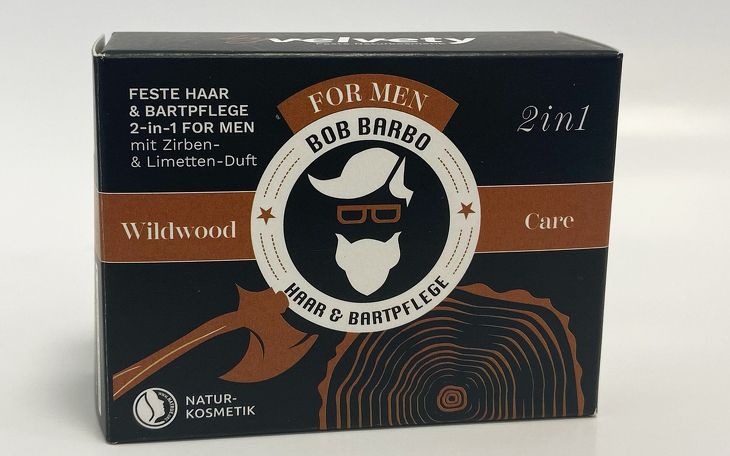 velvety
FESTE HAAR
& BARTPFLEGE
2-in-1 FOR MEN
mit Zirben-
& Limetten-Duft
FOR MEN
BOB BARBO
2in1
Wildwood
Care
HAAR & BARTPFLEGE
NATUR-
KOSMETIK